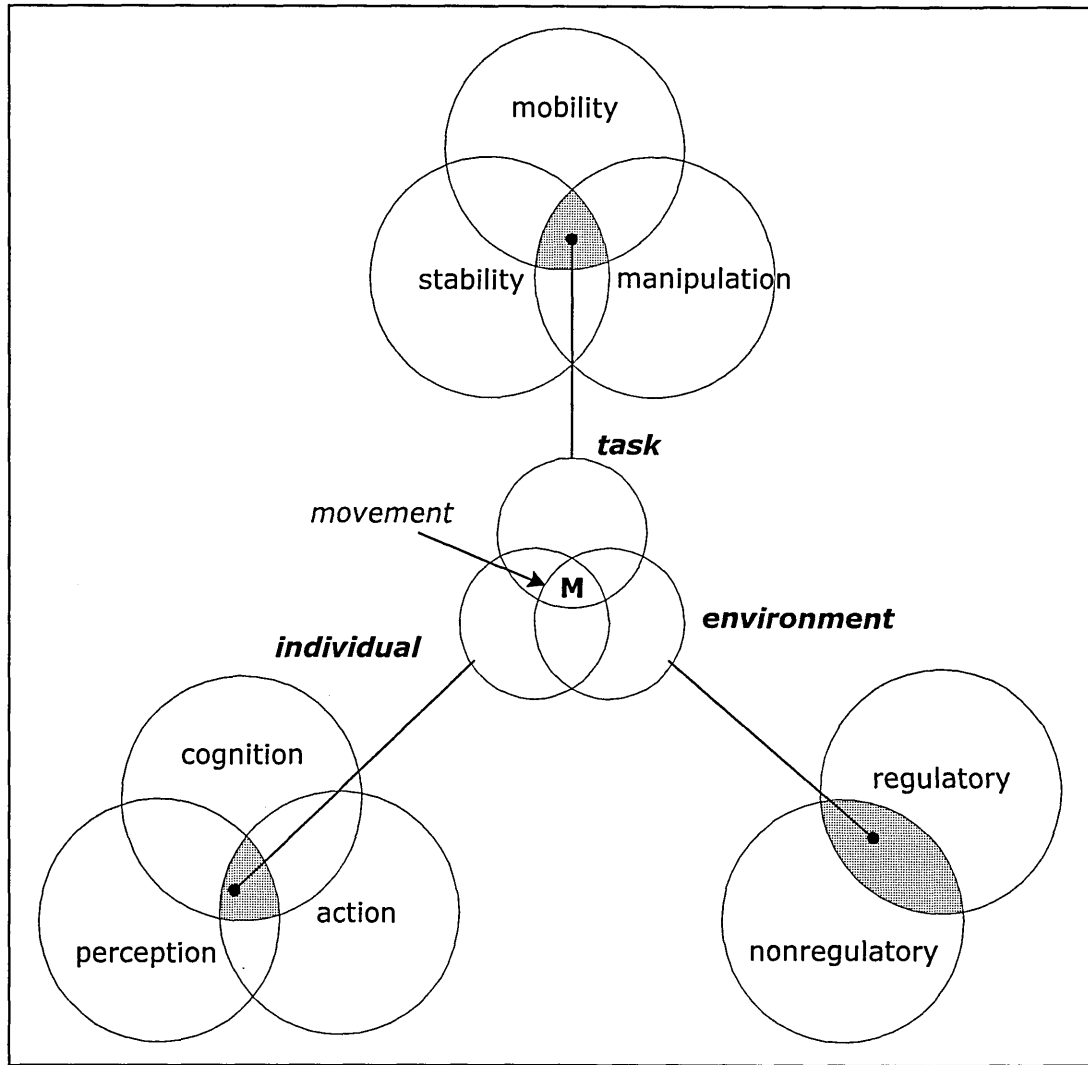 mobility
stability
manipulation
task
movement
M
individual
environment
cognition
perception
action
regulatory
nonregulatory